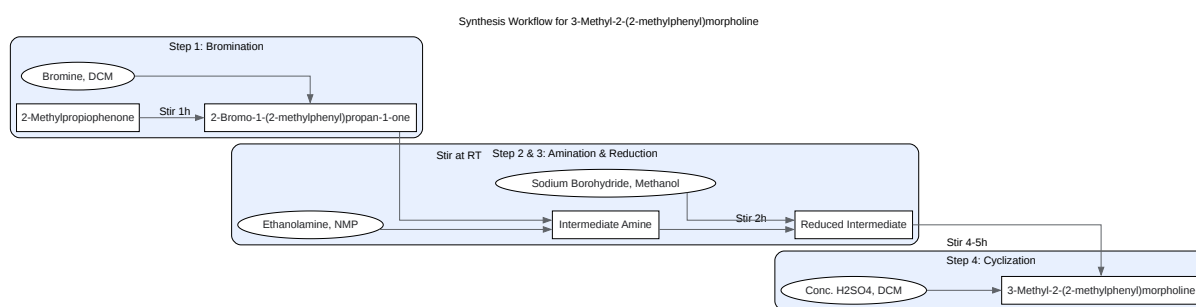 Synthesis Workflow for 3-Methyl-2-(2-methylphenyl)morpholine
Step 1: Bromination
Bromine, DCM
2-Methylpropiophenone
Stir 1h
2-Bromo-1-(2-methylphenyl)propan-1-one
Stir at RT
Step 2 & 3: Amination & Reduction
Sodium Borohydride, Methanol
Ethanolamine, NMP
Intermediate Amine
Stir 2h
Reduced Intermediate
Stir 4-5h
Step 4: Cyclization
Conc. H2SO4, DCM
3-Methyl-2-(2-methylphenyl)morpholine